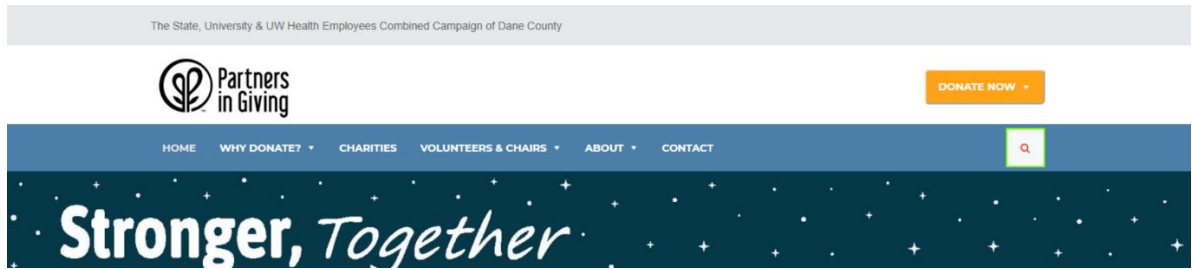 The State, University & UW Health Employees Combined Campaign of Dane County
Partners
in Giving
DONATE NOW
HOME WHY DONATE? CHARITIES VOLUNTEERS & CHAIRS ABOUT CONTACT
Stronger, Together